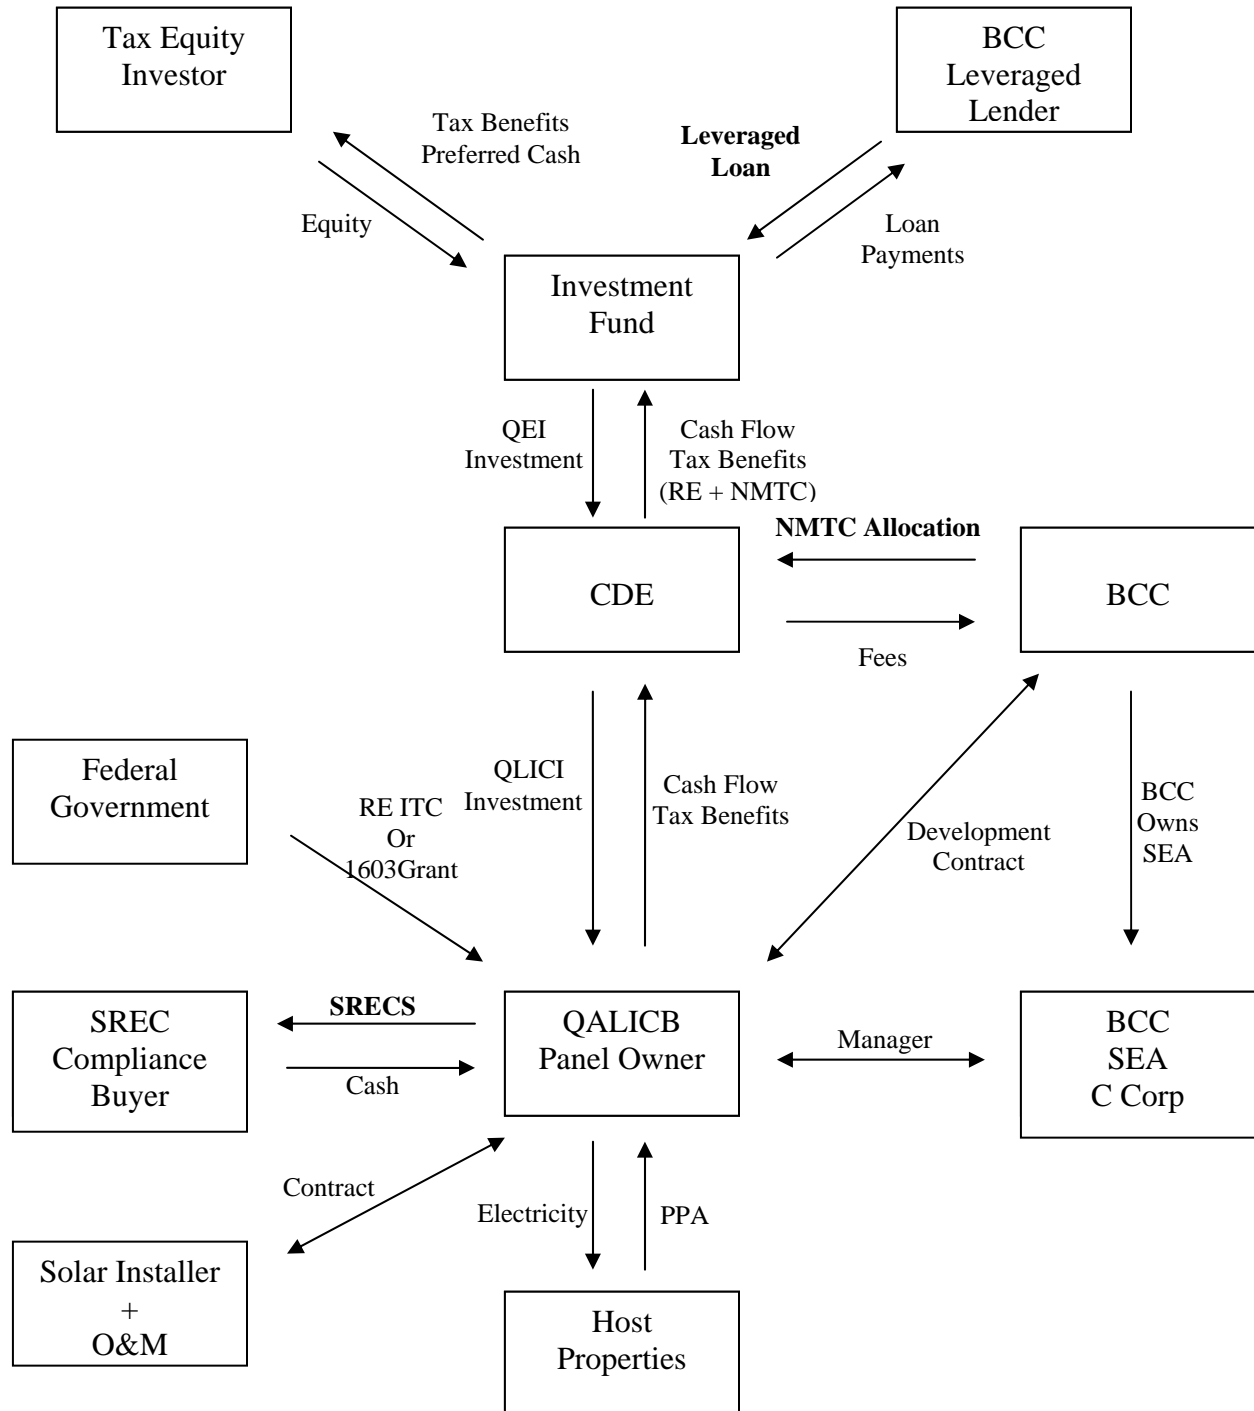 Tax Equity
Investor
BCC
Leveraged
Lender
Tax Benefits
Preferred Cash
Leveraged
Loan
Equity
Loan
Payments
Investment
Fund
QEI
Investment
Cash Flow
Tax Benefits
(RE + NMTC)
NMTC Allocation
CDE
BCC
Fees
Federal
Government
RE ITC
Or
1603Grant
QLICI
Investment
Cash Flow
Tax Benefits
Development
Contract
BCC
Owns
SEA
SREC
Compliance
Buyer
SRECS
Cash
QALICB
Panel Owner
Manager
BCC
SEA
C Corp
Contract
Electricity
PPA
Solar Installer
+
O&M
Host
Properties